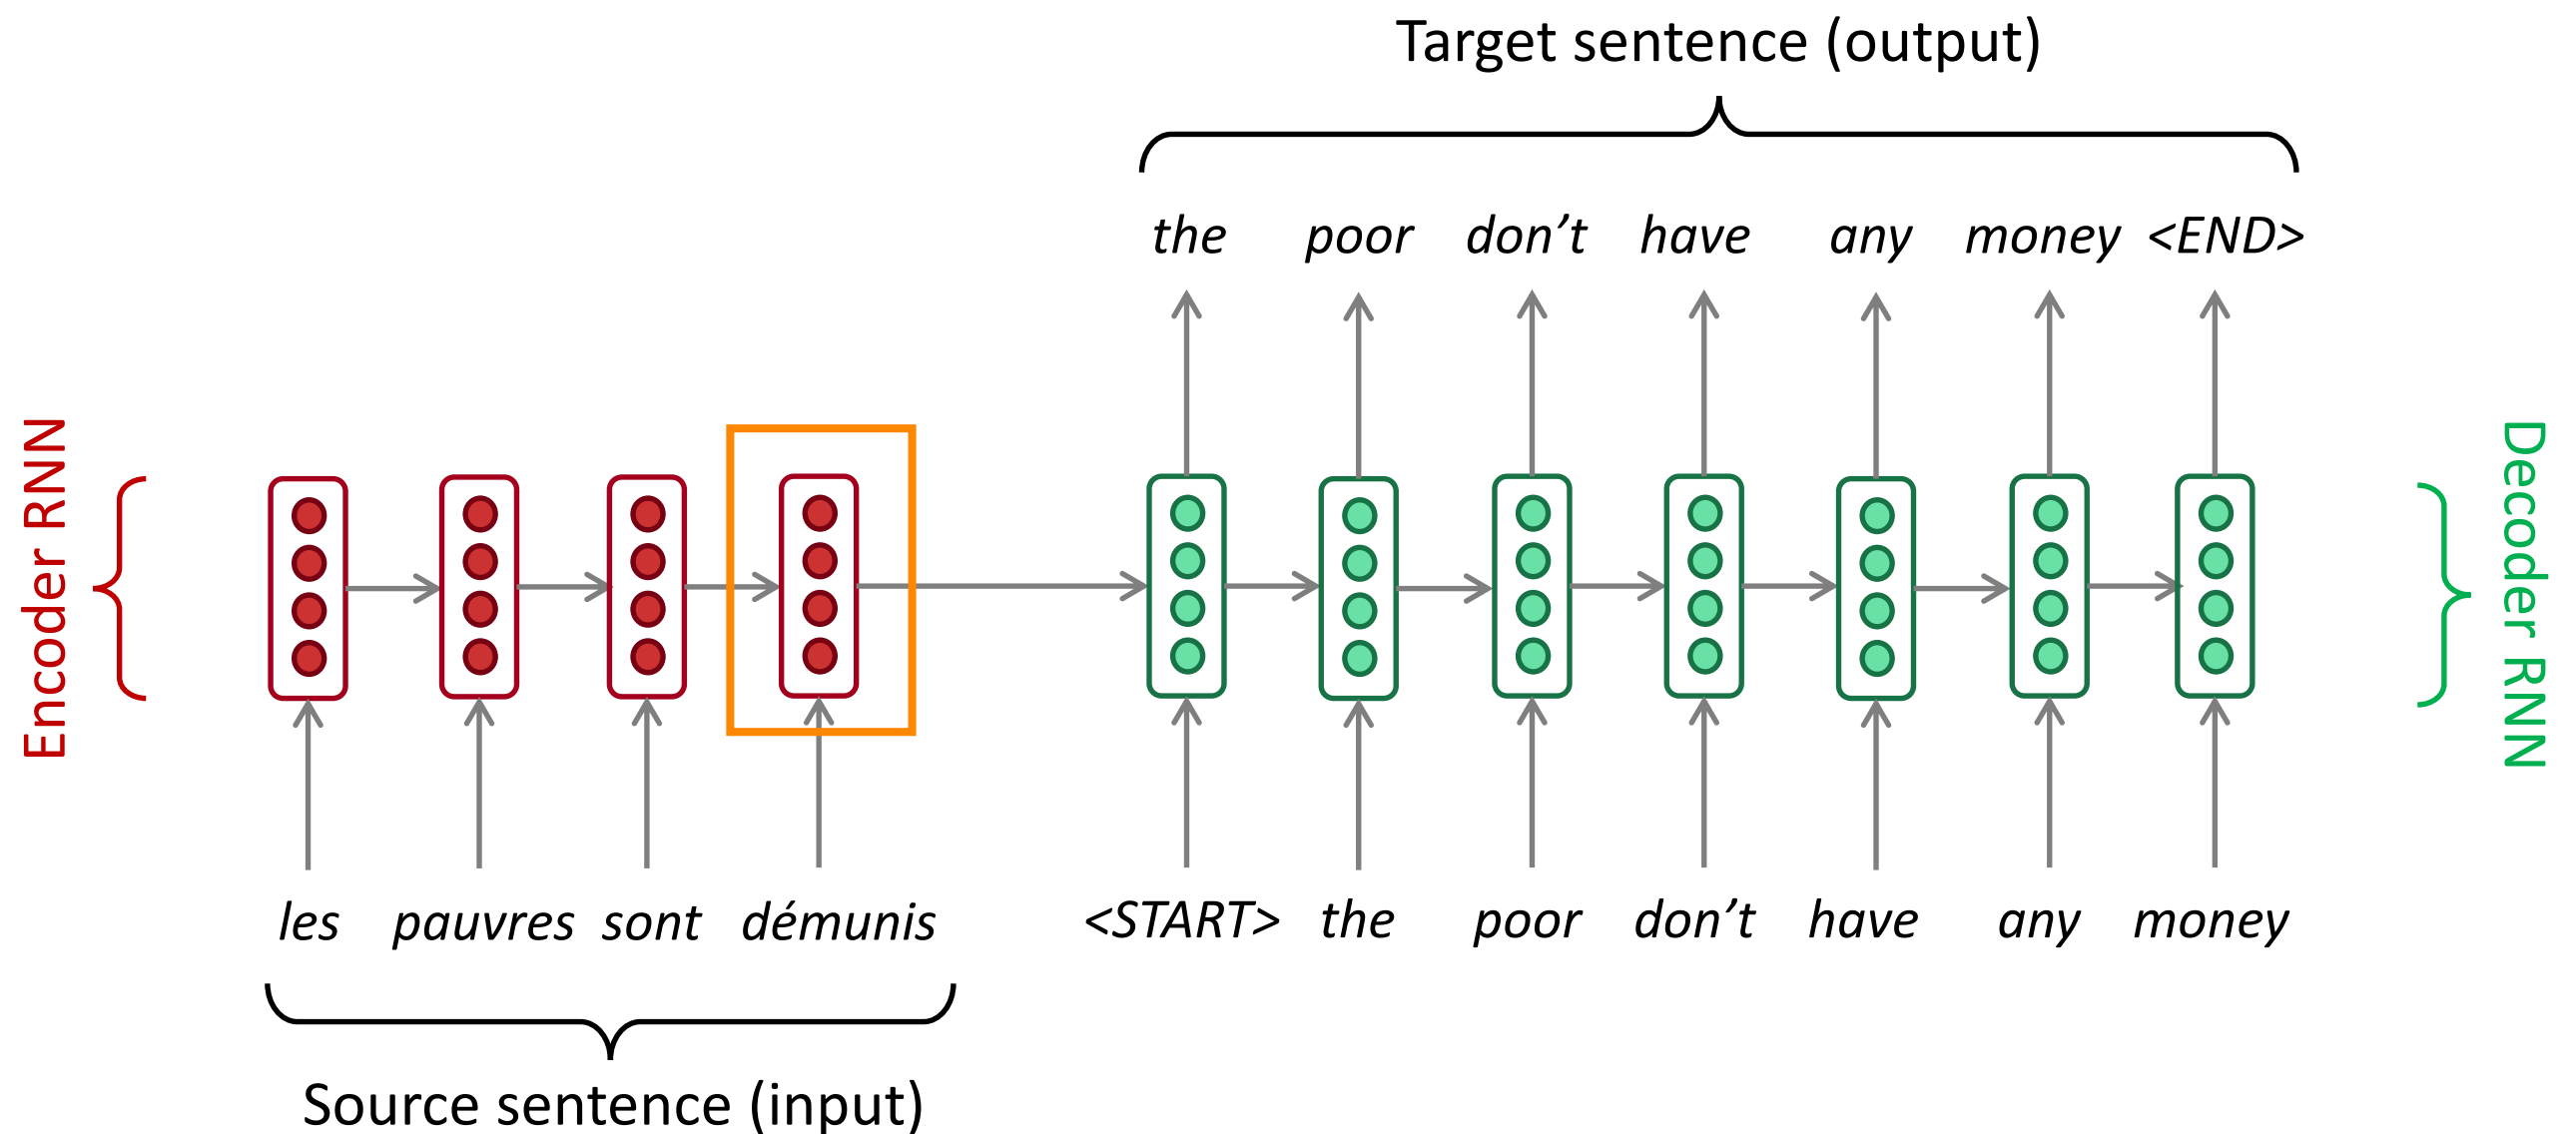 Target sentence (output)
the poor don’t have any money <END>
Encoder RNN
Decoder RNN
les pauvres sont démunis <START> the poor don’t have any money
Source sentence (input)